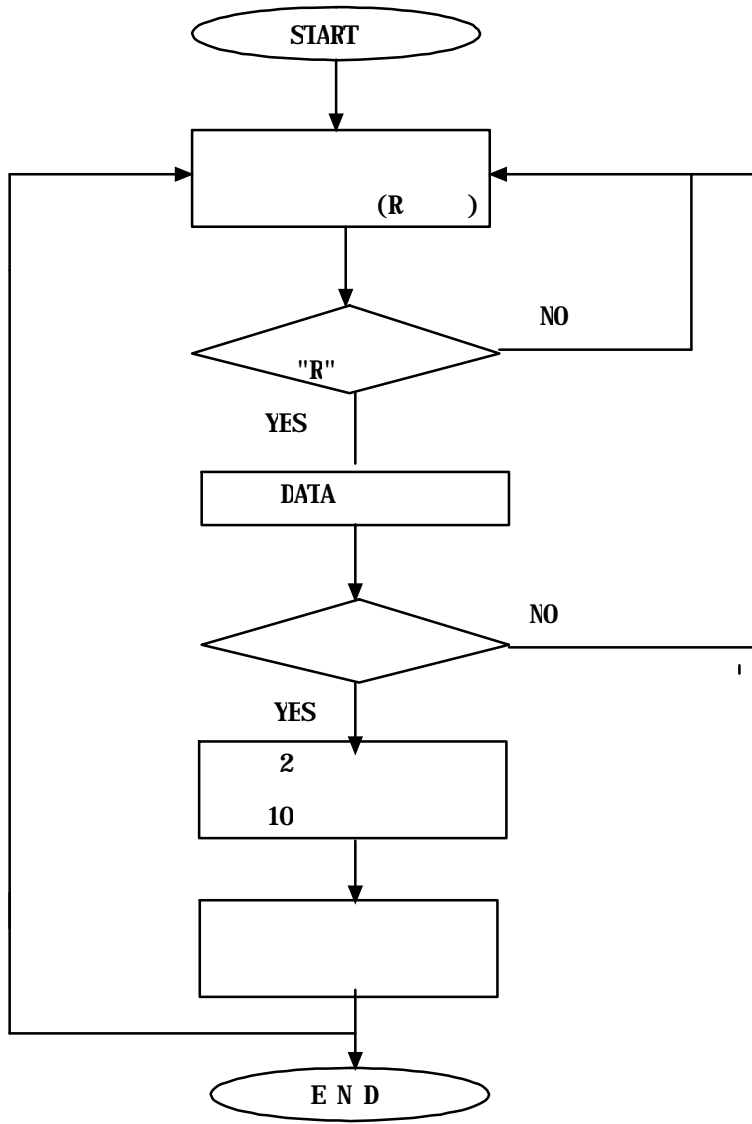 START
(R )
NO
"R"
YES
DATA
NO
YES
2
10
E N D